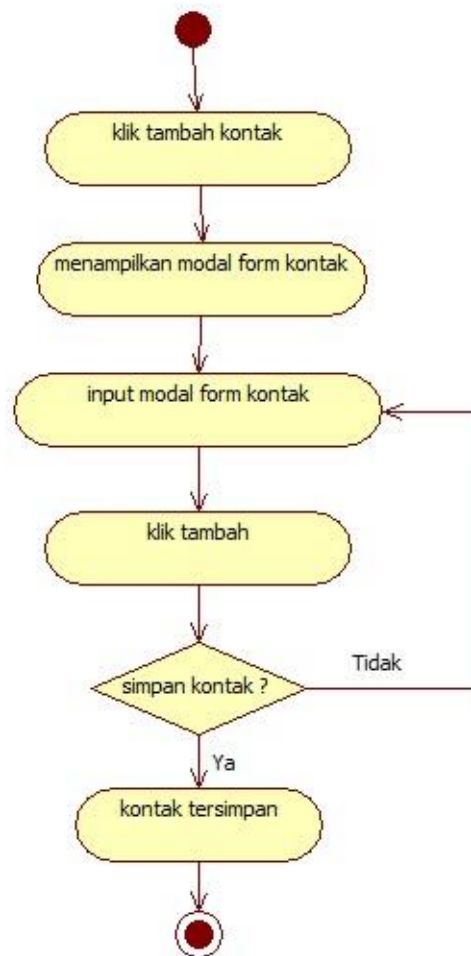 klik tambah kontak
menampilkan modal form kontak
input modal form kontak
klik tambah
simpan kontak ?
Tidak
Ya
kontak tersimpan